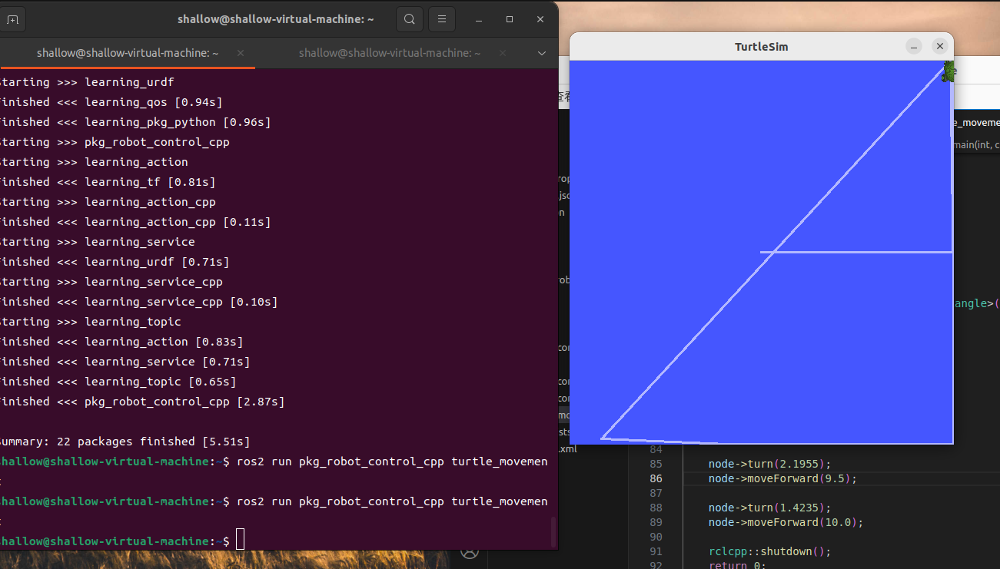 shallow@shallow-virtual-machine: ~
shallow@shallow-virtual-machine: ~
shallow@shallow-virtual-machine: ~
tarting >>> learning_urdf
inished <<< learning_qos [0.94s]
inished <<< learning_pkg_python [0.96s]
tarting >>> pkg_robot_control_cpp
tarting >>> learning_action
inished <<< learning_tf [0.81s]
tarting >>> learning_action_cpp
inished <<< learning_action_cpp [0.11s]
tarting >>> learning_service
inished <<< learning_urdf [0.71s]
tarting >>> learning_service_cpp
inished <<< learning_service_cpp [0.10s]
tarting >>> learning_topic
inished <<< learning_action [0.83s]
inished <<< learning_service [0.71s]
inished <<< learning_topic [0.65s]
inished <<< pkg_robot_control_cpp [2.87s]
ummary: 22 packages finished [5.51s]
hallow@shallow-virtual-machine:~$ ros2 run pkg_robot_control_cpp turtle_movemen
t
hallow@shallow-virtual-machine:~$ ros2 run pkg_robot_control_cpp turtle_movemen
t
hallow@shallow-virtual-machine:~$
TurtleSim
查看
e_moveme
main(int, c
rop
.jsc
n
rob
angle>(
cor
cor
cor
mo
sts
.xml
84
85 node->turn(2.1955);
86 node->moveForward(9.5);
87
88 node->turn(1.4235);
89 node->moveForward(10.0);
90
91 rclcpp::shutdown();
92 return 0;